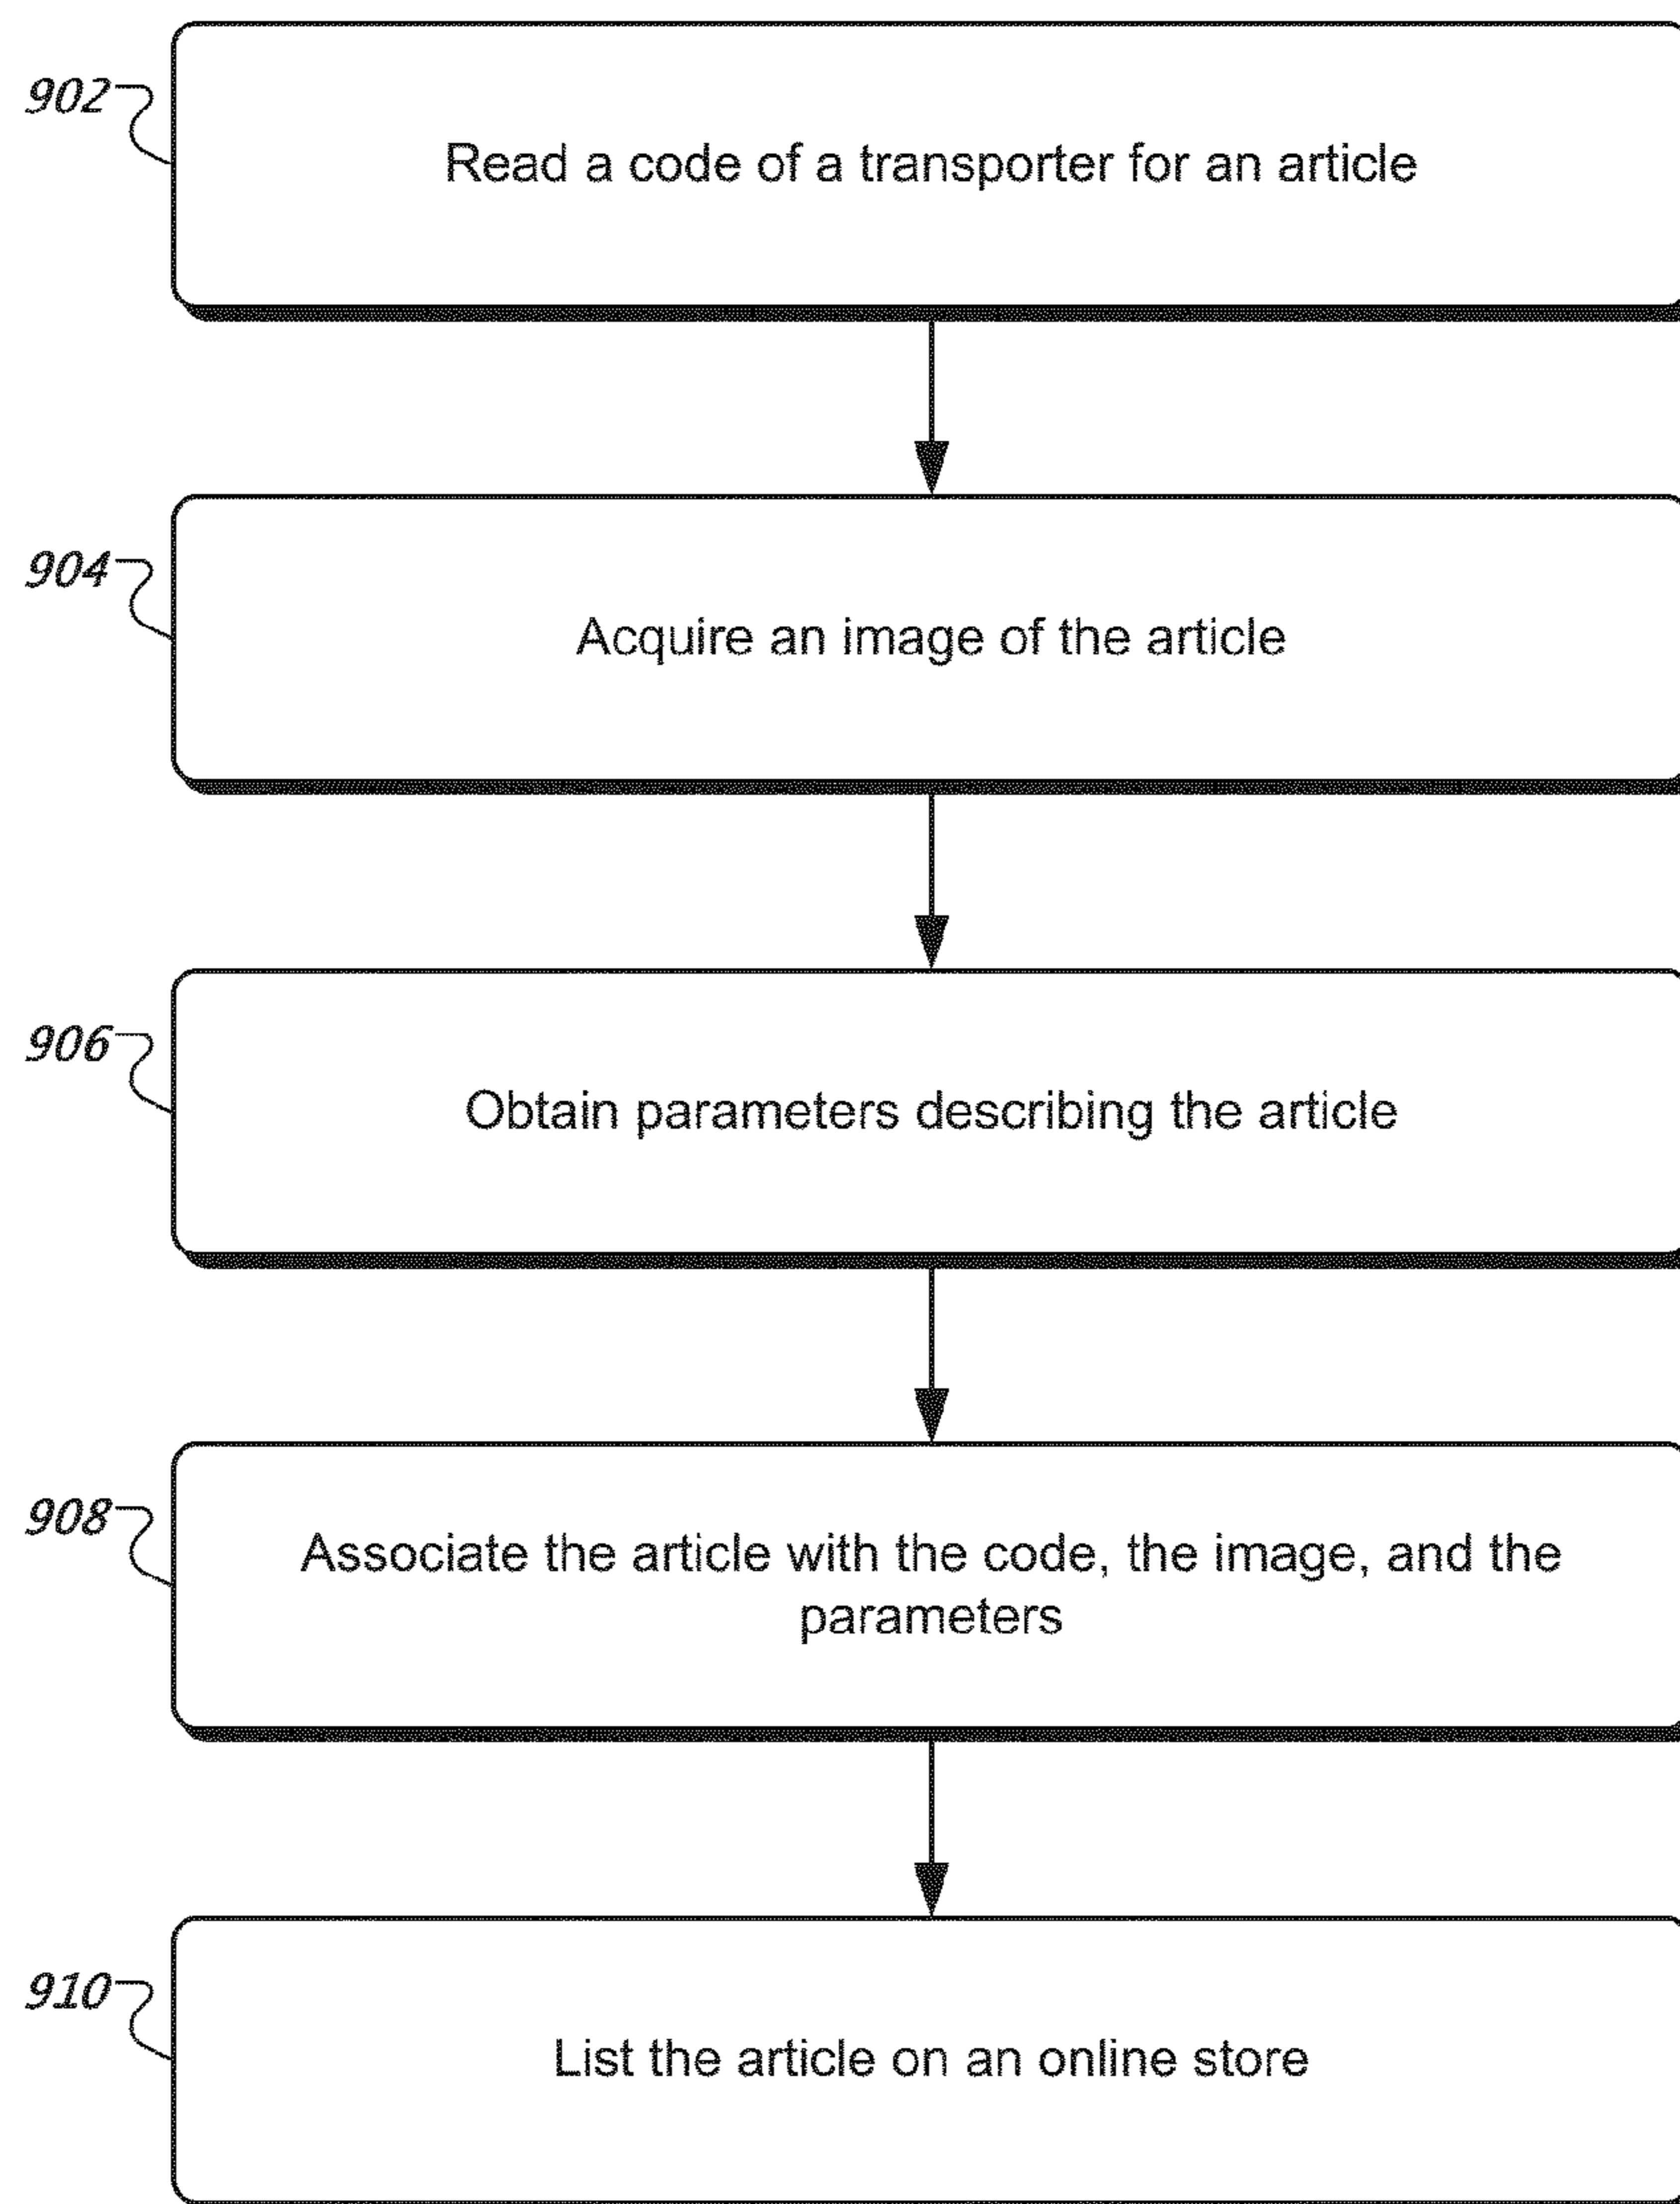 902
Read a code of a transporter for an article
904
Acquire an image of the article
906
Obtain parameters describing the article
908
Associate the article with the code, the image, and the
parameters
910
List the article on an online store